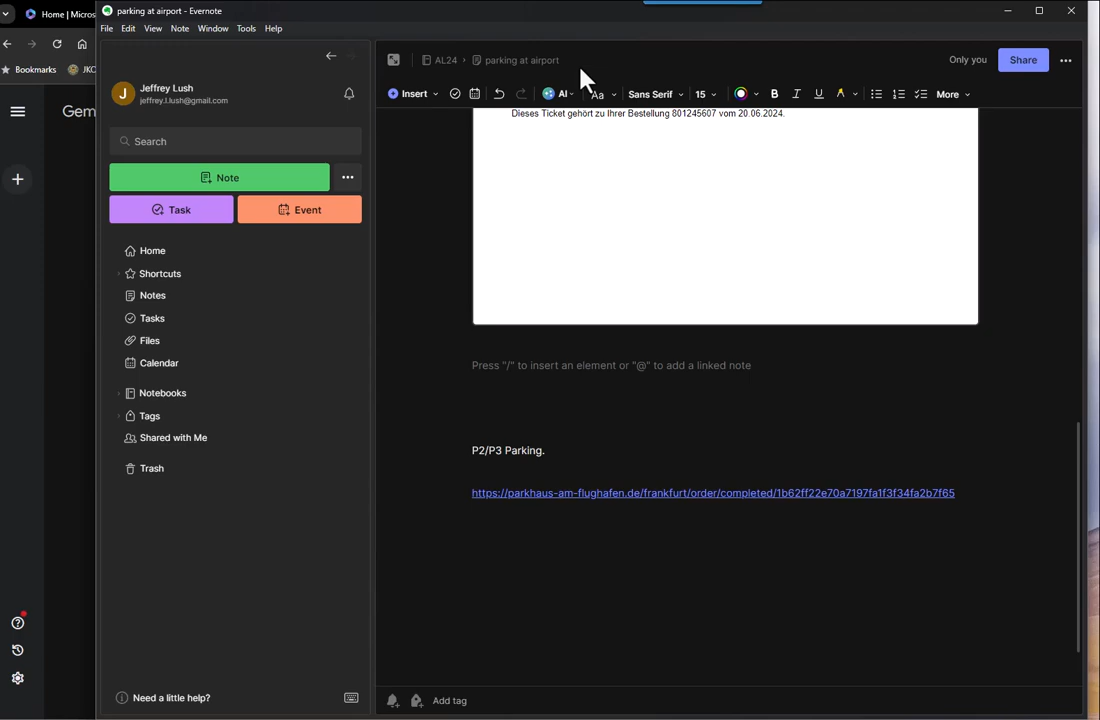 Home | Micros
parking at airport - Evernote
File Edit View Note Window Tools Help
Bookmarks
Gem
J
Jeffrey Lush
jeffrey.l.lush@gmail.com
Search
Note
Task
Event
Home
Shortcuts
Notes
Tasks
Files
Calendar
Notebooks
Tags
Shared with Me
Trash
Need a little help?
AL24 > parking at airport
Only you
Share
Insert AI Aa Sans Serif 15 B I U More
Dieses Ticket gehört zu Ihrer Bestellung 801245607 vom 20.06.2024.
Press "/" to insert an element or "@" to add a linked note
P2/P3 Parking.
https://parkhaus-am-flughafen.de/frankfurt/order/completed/1b62ff22e70a7197fa1f3f34fa2b7f65
Add tag